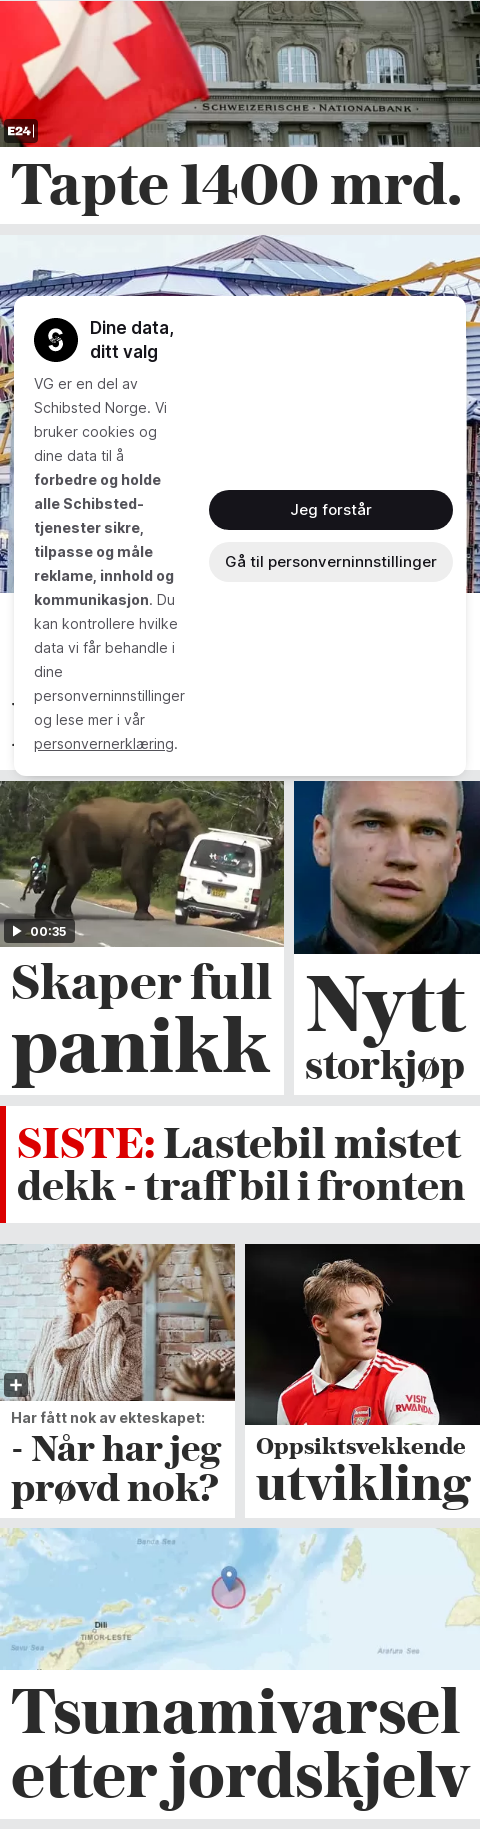 SCHWEIZERISCHE NATIONALBANK
E24
Tapte 1400 mrd.
Dine data,
ditt valg
VG er en del av
Schibsted Norge. Vi
bruker cookies og
dine data til å
forbedre og holde
alle Schibsted-
tjenester sikre,
tilpasse og måle
reklame, innhold og
kommunikasjon. Du
kan kontrollere hvilke
data vi får behandle i
dine
personverninnstillinger
og lese mer i vår
personvernerklæring.
Jeg forstår
Gå til personverninnstillinger
00:35
Skaper full
panikk
Nytt
storkjøp
SISTE: Lastebil mistet
dekk - traff bil i fronten
Har fått nok av ekteskapet:
- Når har jeg
prøvd nok?
VISIT
RWANDA
Arsenal
Oppsiktsvekkende
utvikling
Banda Sea
Dili
TIMOR-LESTE
Savu Sea
Arafura Sea
Tsunamivarsel
etter jordskjelv